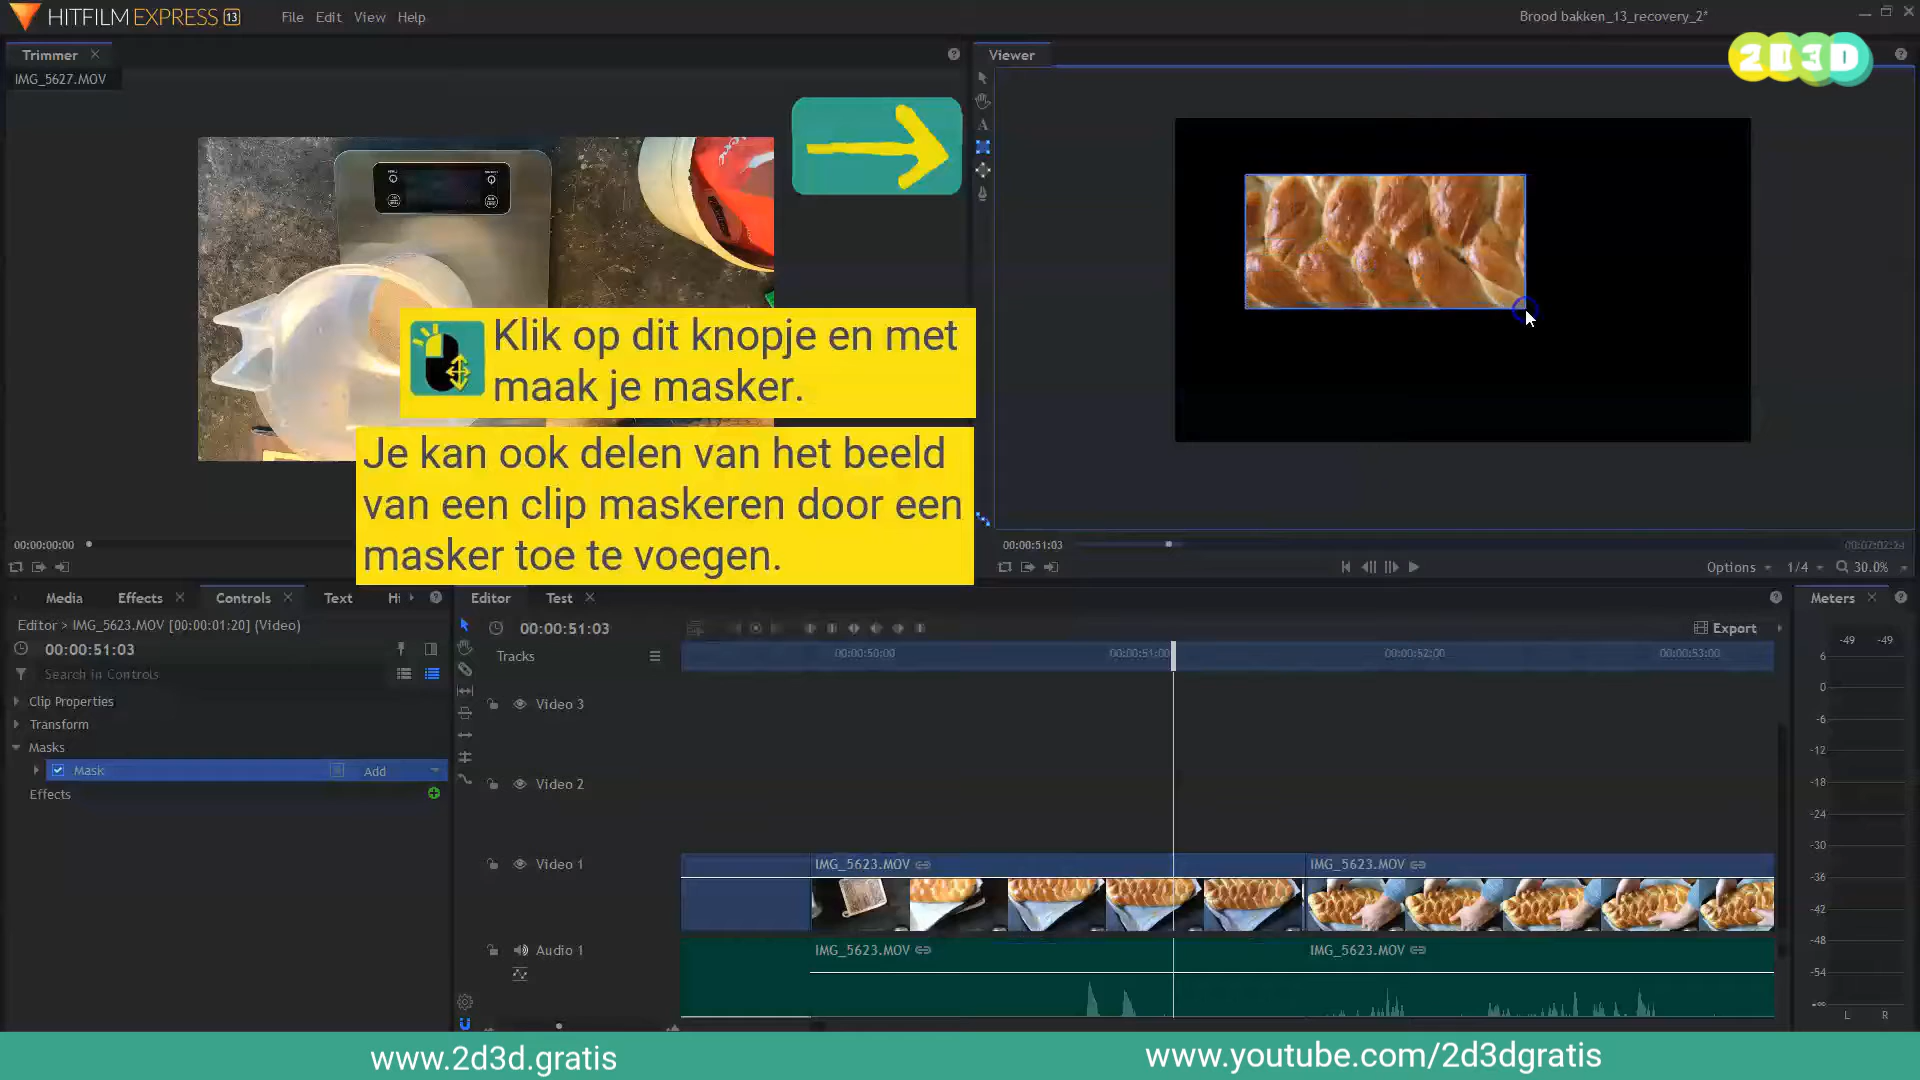 HITFILM EXPRESS 13
File Edit View Help
Brood bakken_13_recovery_2*
Trimmer
IMG_5627.MOV
Viewer
2D3D
A
Klik op dit knopje en met
maak je masker.
Je kan ook delen van het beeld
van een clip maskeren door een
masker toe te voegen.
00:00:00:00
00:00:51:03
00:07:02:24
Options 1/4 30.0%
Media Effects Controls Text Hi
Editor > IMG_5623.MOV [00:00:01:20] (Video)
00:00:51:03
Search in Controls
Clip Properties
Transform
Masks
Mask Add
Effects
Editor Test
00:00:51:03
Export
Tracks
00:00:50:00 00:00:51:00 00:00:52:00 00:00:53:00
Video 3
Video 2
Video 1
IMG_5623.MOV IMG_5623.MOV
Audio 1
IMG_5623.MOV IMG_5623.MOV
Meters
-49 -49
6
0
-6
-12
-18
-24
-30
-36
-42
-48
-54
-∞
L R
www.2d3d.gratis
www.youtube.com/2d3dgratis